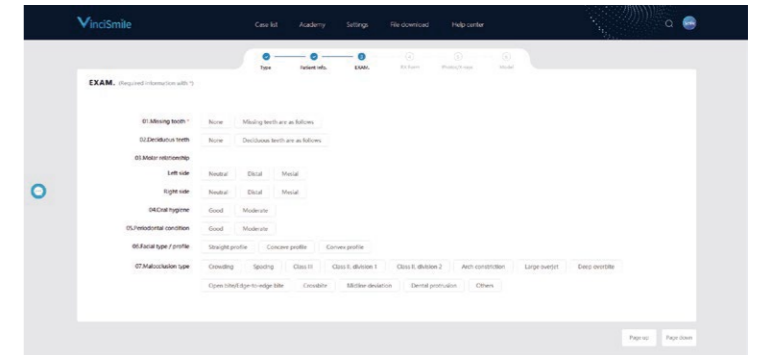 VinciSmile
Case list Academy Settings File download Help center
Type Patient info. EXAM. Model
EXAM. (Required information with *)
01.Missing tooth * None Missing teeth are as follows
02.Deciduous teeth None Deciduous teeth are as follows
03.Molar relationship
Left side Neutral Distal Mesial
Right side Neutral Distal Mesial
04.Oral hygiene Good Moderate
05.Periodontal condition Good Moderate
06.Facial type / profile Straight profile Concave profile Convex profile
07.Malocclusion type Crowding Spacing Class III Class II, division 1 Class II, division 2 Arch constriction Large overjet Deep overbite
Open bite/Edge-to-edge bite Crossbite Midline deviation Dental protrusion Others
Page up Page down